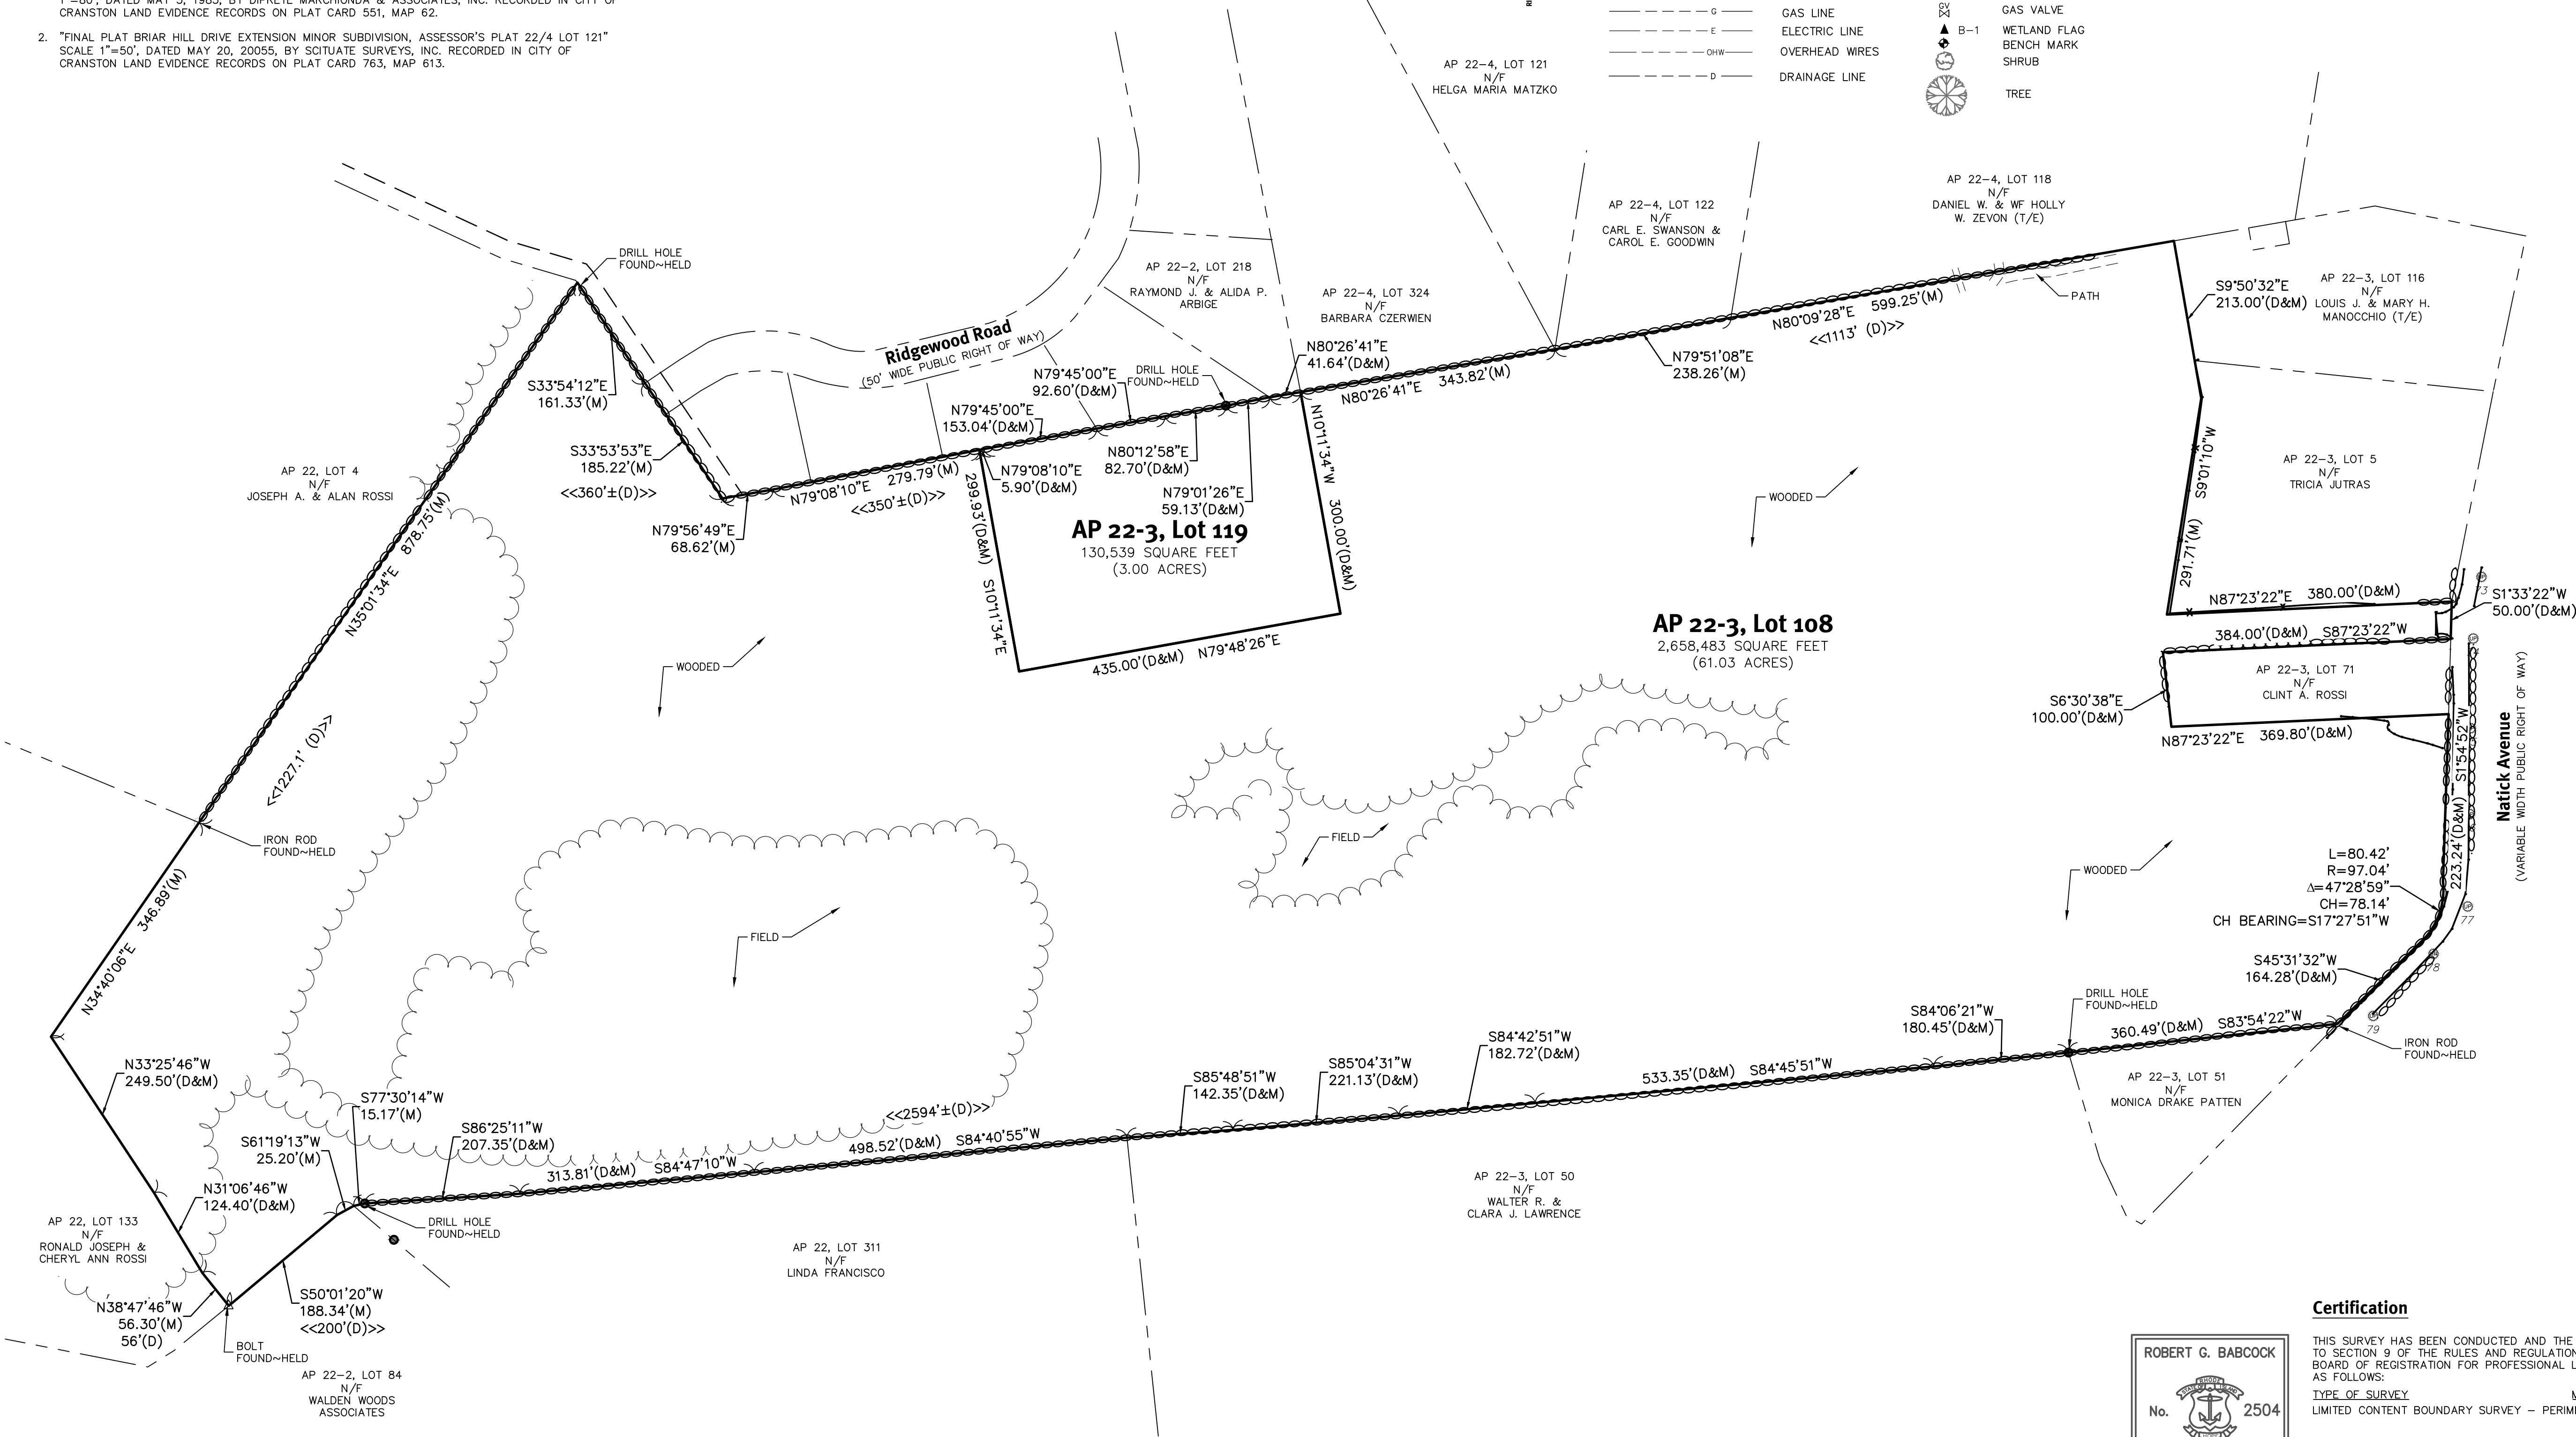 1"=80', DATED MAY 3, 1985, BY DIPRETE MARCHIONDA & ASSOCIATES, INC. RECORDED IN CITY OF
CRANSTON LAND EVIDENCE RECORDS ON PLAT CARD 551, MAP 62.
2. "FINAL PLAT BRIAR HILL DRIVE EXTENSION MINOR SUBDIVISION, ASSESSOR'S PLAT 22/4 LOT 121"
SCALE 1"=50', DATED MAY 20, 20055, BY SCITUATE SURVEYS, INC. RECORDED IN CITY OF
CRANSTON LAND EVIDENCE RECORDS ON PLAT CARD 763, MAP 613.
G GAS LINE
E ELECTRIC LINE
OHW OVERHEAD WIRES
D DRAINAGE LINE
GV GAS VALVE
B-1 WETLAND FLAG
BENCH MARK
SHRUB
TREE
AP 22-4, LOT 121
N/F
HELGA MARIA MATZKO
AP 22-4, LOT 122
N/F
CARL E. SWANSON &
CAROL E. GOODWIN
AP 22-4, LOT 118
N/F
DANIEL W. & WF HOLLY
W. ZEVON (T/E)
DRILL HOLE
FOUND~HELD
AP 22-2, LOT 218
N/F
RAYMOND J. & ALIDA P.
ARBIGE
AP 22-4, LOT 324
N/F
BARBARA CZERWIEN
S9°50'32"E
213.00'(D&M)
AP 22-3, LOT 116
N/F
LOUIS J. & MARY H.
MANOCCHIO (T/E)
PATH
N80°09'28"E 599.25'(M)
<<1113' (D)>>
Ridgewood Road
(50' WIDE PUBLIC RIGHT OF WAY)
N80°26'41"E
41.64'(D&M)
N79°51'08"E
238.26'(M)
N80°26'41"E 343.82'(M)
S33°54'12"E
161.33'(M)
N79°45'00"E
92.60'(D&M)
DRILL HOLE
FOUND~HELD
N79°45'00"E
153.04'(D&M)
S33°53'53"E
185.22'(M)
<<360'±(D)>>
N80°12'58"E
82.70'(D&M)
N79°08'10"E
5.90'(D&M)
N79°01'26"E
59.13'(D&M)
N79°08'10"E 279.79'(M)
<<350'±(D)>>
N79°56'49"E
68.62'(M)
AP 22, LOT 4
N/F
JOSEPH A. & ALAN ROSSI
N35°01'34"E 878.75'(M)
<<1227.1' (D)>>
299.93'(D&M) S10°11'34"E
N10°11'34"W 300.00'(D&M)
AP 22-3, Lot 119
130,539 SQUARE FEET
(3.00 ACRES)
435.00'(D&M) N79°48'26"E
WOODED
WOODED
AP 22-3, Lot 108
2,658,483 SQUARE FEET
(61.03 ACRES)
291.71'(M) S9°01'10"W
AP 22-3, LOT 5
N/F
TRICIA JUTRAS
73
N87°23'22"E 380.00'(D&M)
S1°33'22"W
50.00'(D&M)
384.00'(D&M) S87°23'22"W
AP 22-3, LOT 71
N/F
CLINT A. ROSSI
S6°30'38"E
100.00'(D&M)
N87°23'22"E 369.80'(D&M)
223.24'(D&M) S1°54'52"W
Natick Avenue
(VARIABLE WIDTH PUBLIC RIGHT OF WAY)
IRON ROD
FOUND~HELD
FIELD
FIELD
WOODED
L=80.42'
R=97.04'
Δ=47°28'59"
CH=78.14'
CH BEARING=S17°27'51"W
77
78
79
S45°31'32"W
164.28'(D&M)
N34°40'06"E 346.89'(M)
DRILL HOLE
FOUND~HELD
360.49'(D&M) S83°54'22"W
S84°06'21"W
180.45'(D&M)
IRON ROD
FOUND~HELD
AP 22-3, LOT 51
N/F
MONICA DRAKE PATTEN
533.35'(D&M) S84°45'51"W
S84°42'51"W
182.72'(D&M)
S85°04'31"W
221.13'(D&M)
S85°48'51"W
142.35'(D&M)
<<2594'±(D)>>
498.52'(D&M) S84°40'55"W
313.81'(D&M) S84°47'10"W
S86°25'11"W
207.35'(D&M)
S77°30'14"W
15.17'(M)
S61°19'13"W
25.20'(M)
N33°25'46"W
249.50'(D&M)
N31°06'46"W
124.40'(D&M)
AP 22, LOT 133
N/F
RONALD JOSEPH &
CHERYL ANN ROSSI
DRILL HOLE
FOUND~HELD
AP 22, LOT 311
N/F
LINDA FRANCISCO
AP 22-3, LOT 50
N/F
WALTER R. &
CLARA J. LAWRENCE
N38°47'46"W
56.30'(M)
56'(D)
S50°01'20"W
188.34'(M)
<<200'(D)>>
BOLT
FOUND~HELD
AP 22-2, LOT 84
N/F
WALDEN WOODS
ASSOCIATES
Certification
THIS SURVEY HAS BEEN CONDUCTED AND THE
TO SECTION 9 OF THE RULES AND REGULATION
BOARD OF REGISTRATION FOR PROFESSIONAL L
AS FOLLOWS:
TYPE OF SURVEY
LIMITED CONTENT BOUNDARY SURVEY – PERIM
ROBERT G. BABCOCK
No. 2504